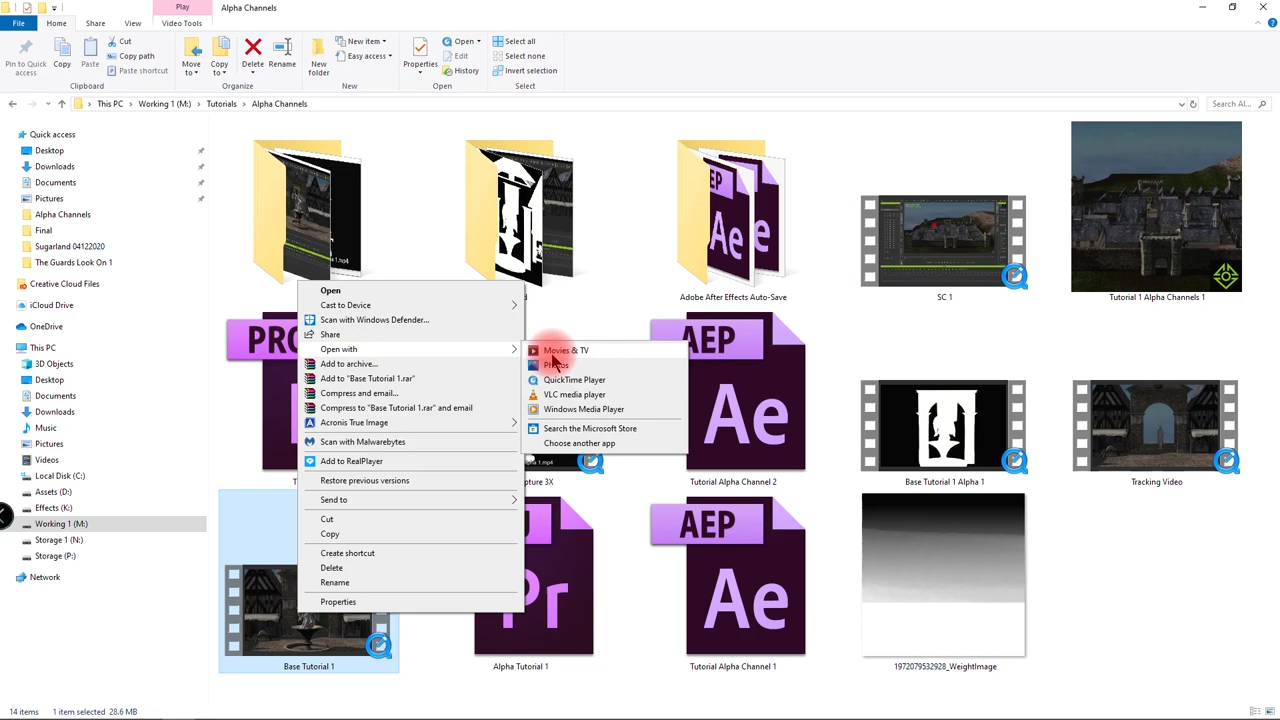 Play
Alpha Channels
File
Home
Share
View
Video Tools
Pin to Quick access
Copy
Paste
Cut
Copy path
Paste shortcut
Clipboard
Move to
Copy to
Delete
Rename
Organize
New folder
New item
Easy access
New
Properties
Open
Edit
History
Open
Select all
Select none
Invert selection
Select
This PC > Working 1 (M:) > Tutorials > Alpha Channels
Search Al...
Quick access
Desktop
Downloads
Documents
Pictures
Alpha Channels
Final
Sugarland 04122020
The Guards Look On 1
Creative Cloud Files
iCloud Drive
OneDrive
This PC
3D Objects
Desktop
Documents
Downloads
Music
Pictures
Videos
Local Disk (C:)
Assets (D:)
Effects (K:)
Working 1 (M:)
Storage 1 (N:)
Storage (P:)
Network
Adobe After Effects Auto-Save
SC 1
Tutorial 1 Alpha Channels 1
Open
Cast to Device
Scan with Windows Defender...
Share
Open with
Add to archive...
Add to "Base Tutorial 1.rar"
Compress and email...
Compress to "Base Tutorial 1.rar" and email
Acronis True Image
Scan with Malwarebytes
Add to RealPlayer
Restore previous versions
Send to
Cut
Copy
Create shortcut
Delete
Rename
Properties
Movies & TV
Photos
QuickTime Player
VLC media player
Windows Media Player
Search the Microsoft Store
Choose another app
AEP
Ae
Tutorial Alpha Channel 2
Base Tutorial 1 Alpha 1
Tracking Video
Base Tutorial 1
Pr
Alpha Tutorial 1
AEP
Ae
Tutorial Alpha Channel 1
1972079532928_WeightImage
14 items
1 item selected 28.6 MB